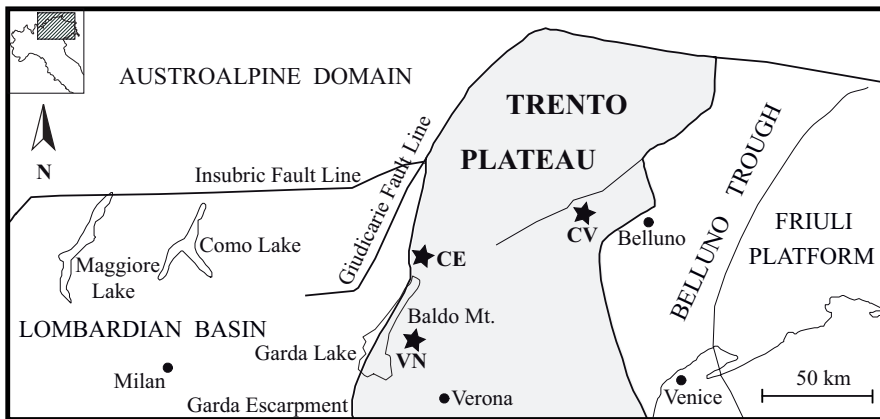 AUSTROALPINE DOMAIN
TRENTO
PLATEAU
N
Insubric Fault Line
Giudicarie Fault Line
BELLUNO TROUGH
FRIULI
PLATFORM
CV
Belluno
Como Lake
Maggiore
Lake
CE
LOMBARDIAN BASIN
Baldo Mt.
Garda Lake
VN
Milan
Garda Escarpment
Verona
Venice
50 km